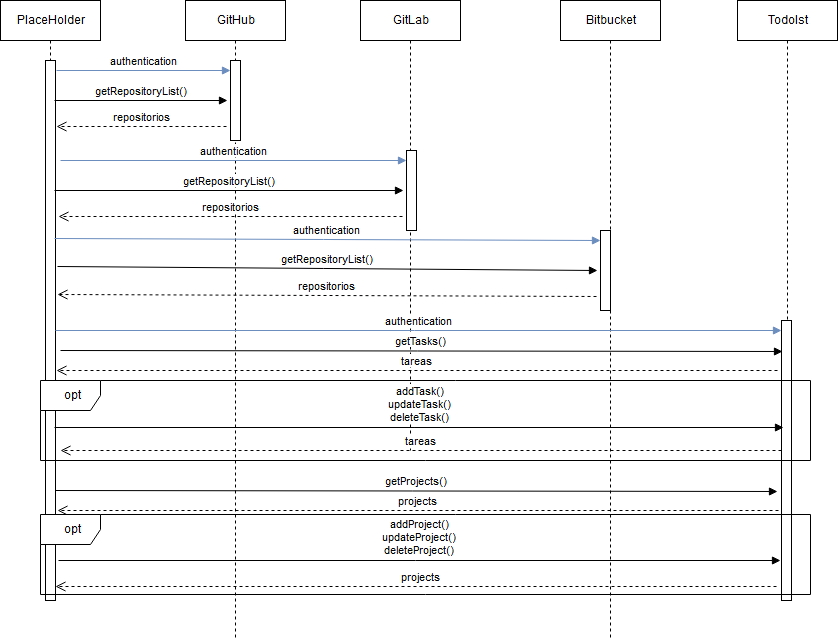 PlaceHolder
GitHub
GitLab
Bitbucket
TodoIst
authentication
getRepositoryList()
repositorios
authentication
getRepositoryList()
repositorios
authentication
getRepositoryList()
repositorios
authentication
getTasks()
tareas
opt
addTask()
updateTask()
deleteTask()
tareas
getProjects()
projects
opt
addProject()
updateProject()
deleteProject()
projects